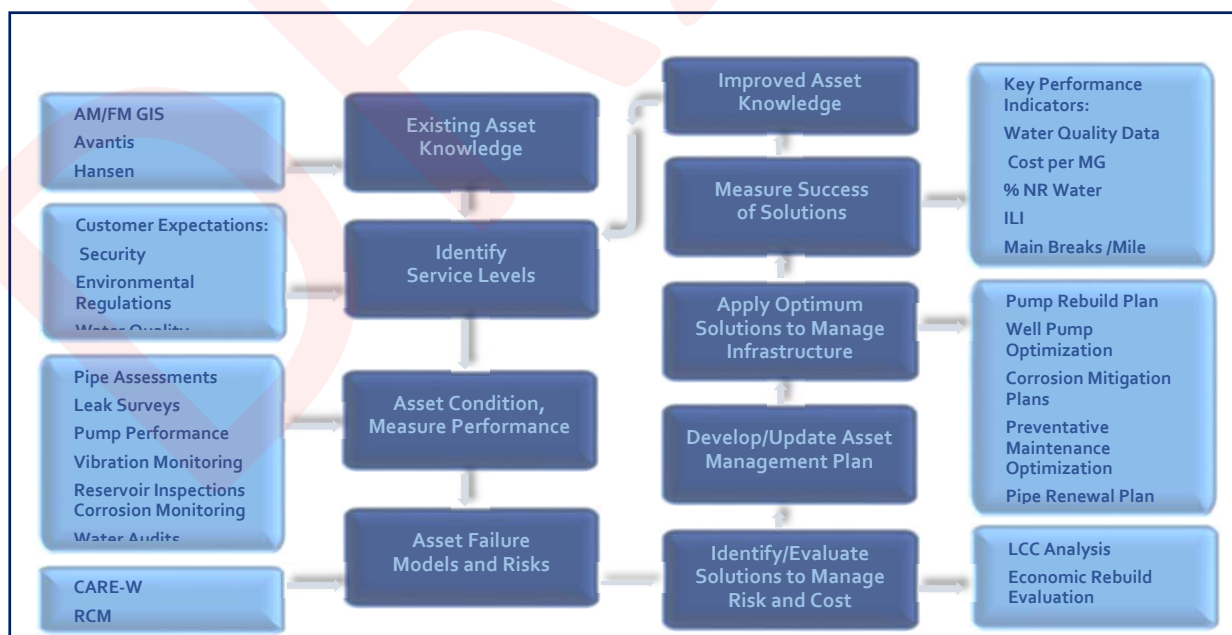 AM/FM GIS
Avantis
Hansen
Customer Expectations:
Security
Environmental
Regulations
Water Quality
Pipe Assessments
Leak Surveys
Pump Performance
Vibration Monitoring
Reservoir Inspections
Corrosion Monitoring
Water Audits
CARE-W
RCM
Existing Asset
Knowledge
Identify
Service Levels
Asset Condition,
Measure Performance
Asset Failure
Models and Risks
Improved Asset
Knowledge
Measure Success
of Solutions
Apply Optimum
Solutions to Manage
Infrastructure
Develop/Update Asset
Management Plan
Identify/Evaluate
Solutions to Manage
Risk and Cost
Key Performance
Indicators:
Water Quality Data
Cost per MG
% NR Water
ILI
Main Breaks /Mile
Pump Rebuild Plan
Well Pump
Optimization
Corrosion Mitigation
Plans
Preventative
Maintenance
Optimization
Pipe Renewal Plan
LCC Analysis
Economic Rebuild
Evaluation